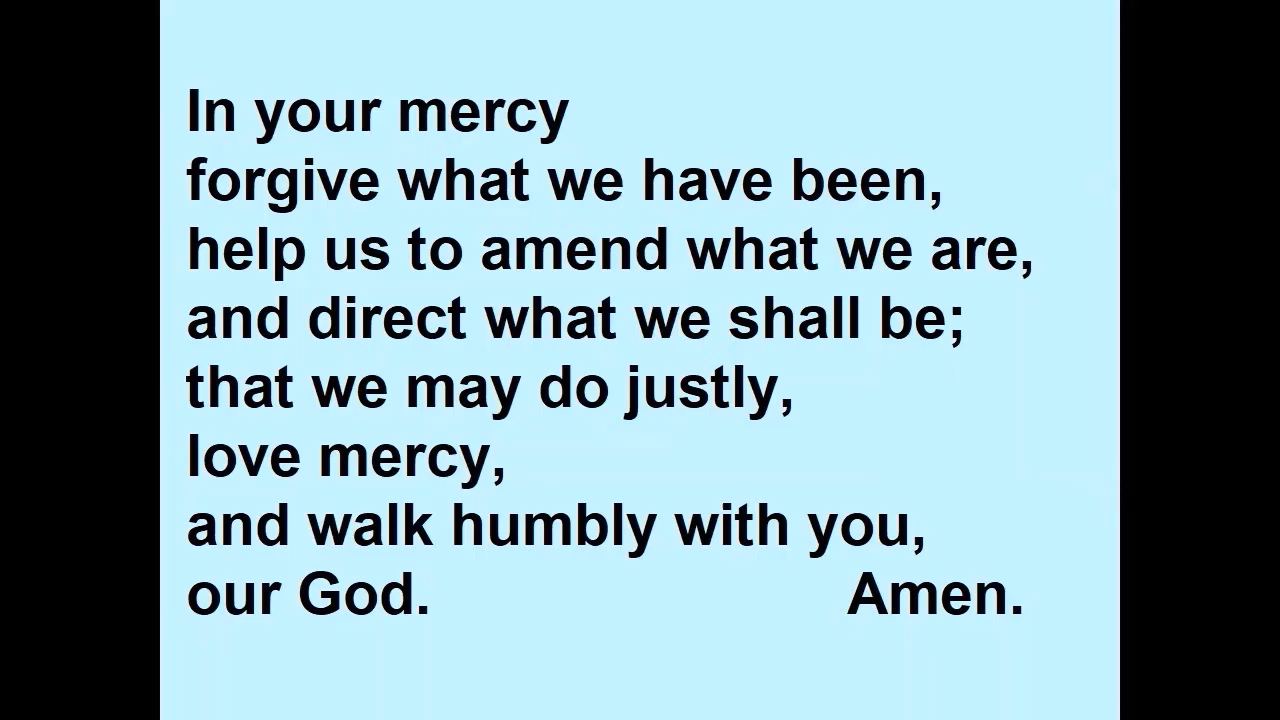 In your mercy
forgive what we have been,
help us to amend what we are,
and direct what we shall be;
that we may do justly,
love mercy,
and walk humbly with you,
our God. Amen.